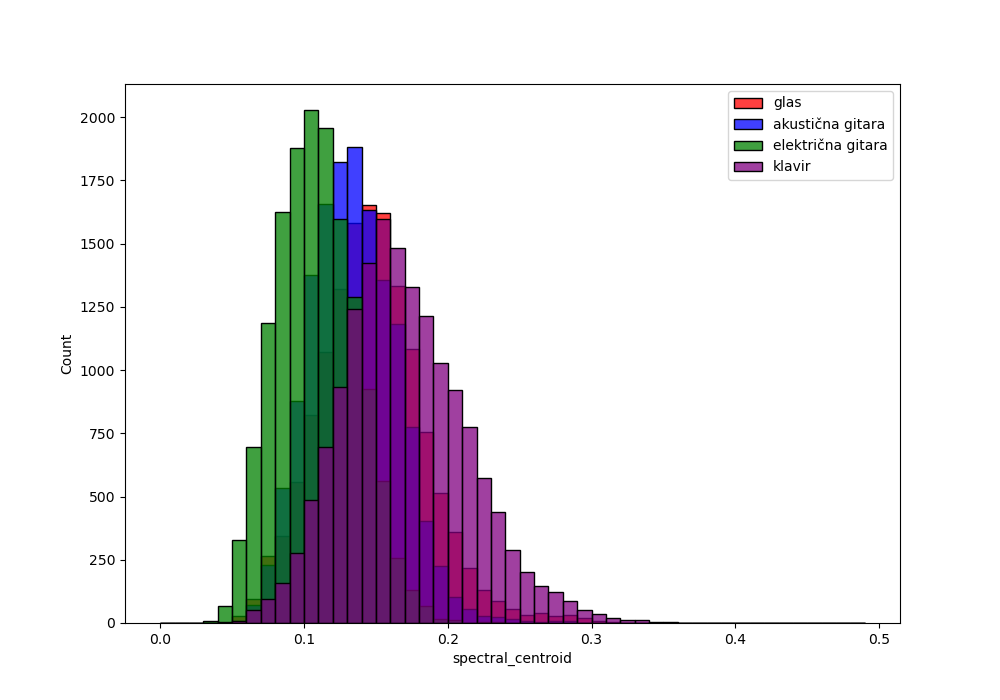 glas
akustična gitara
električna gitara
klavir
2000
1750
1500
1250
1000
750
500
250
0
Count
0.0 0.1 0.2 0.3 0.4 0.5
spectral_centroid